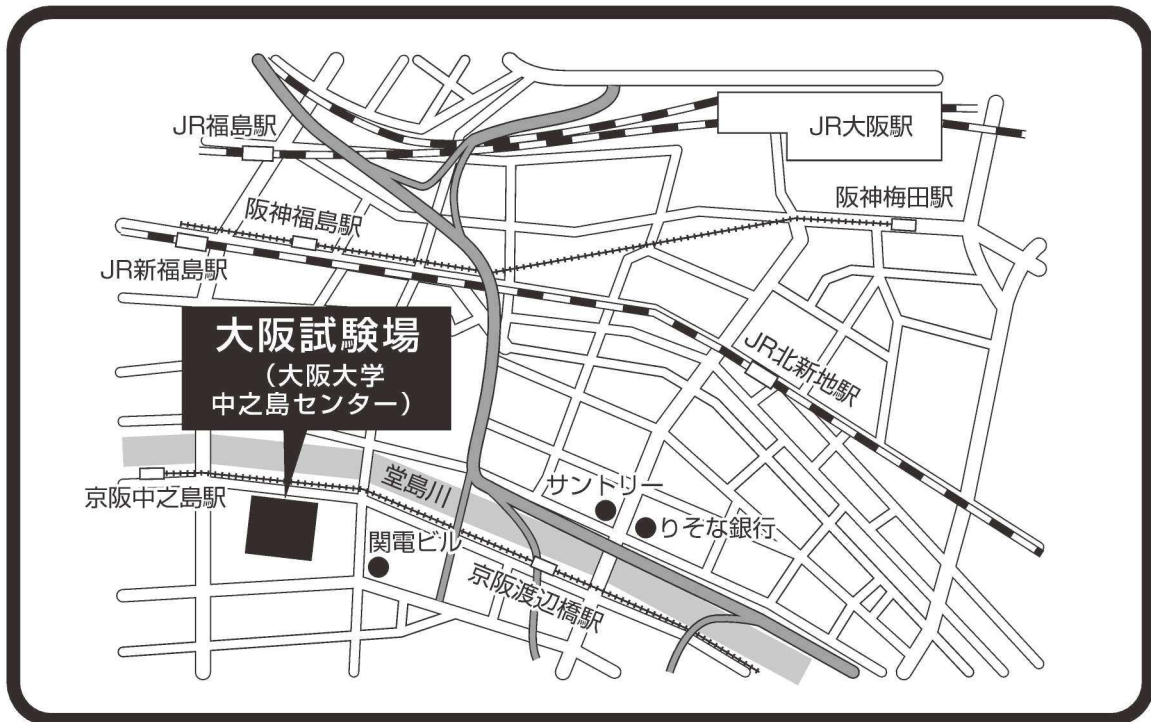 JR福島駅
JR大阪駅
阪神福島駅
阪神梅田駅
JR新福島駅
大阪試験場
（大阪大学
中之島センター）
JR北新地駅
堂島川
サントリー
京阪中之島駅
りそな銀行
関電ビル
京阪渡辺橋駅